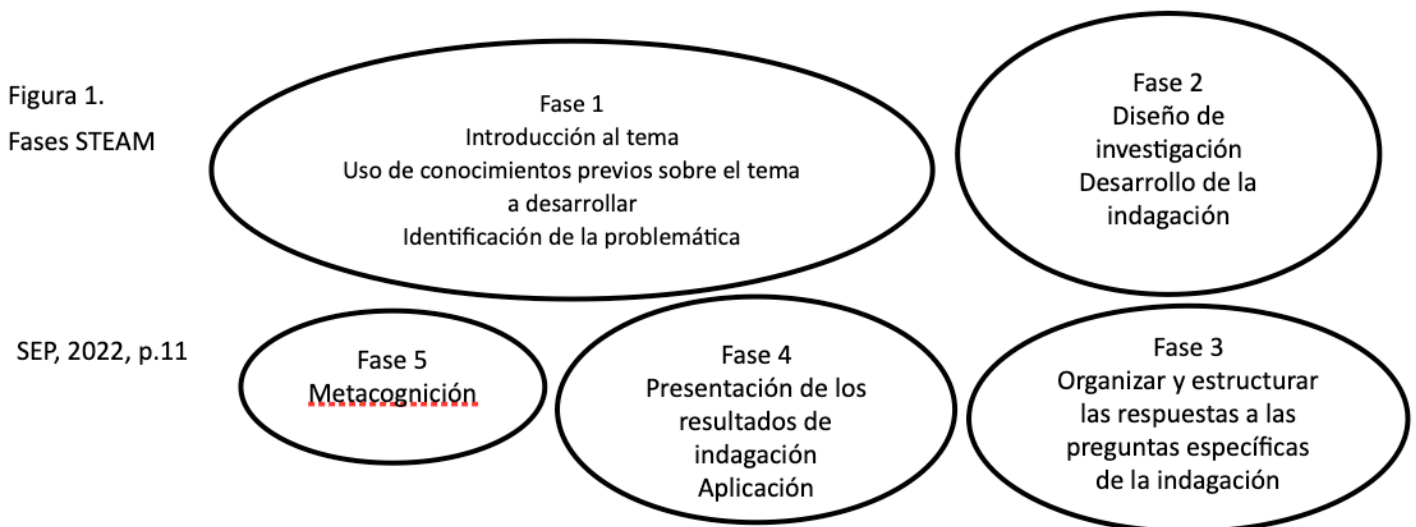 Figura 1.
Fases STEAM
Fase 1
Introducción al tema
Uso de conocimientos previos sobre el tema
a desarrollar
Identificación de la problemática
Fase 2
Diseño de
investigación
Desarrollo de la
indagación
SEP, 2022, p.11
Fase 5
Metacognición
Fase 4
Presentación de los
resultados de
indagación
Aplicación
Fase 3
Organizar y estructurar
las respuestas a las
preguntas específicas
de la indagación